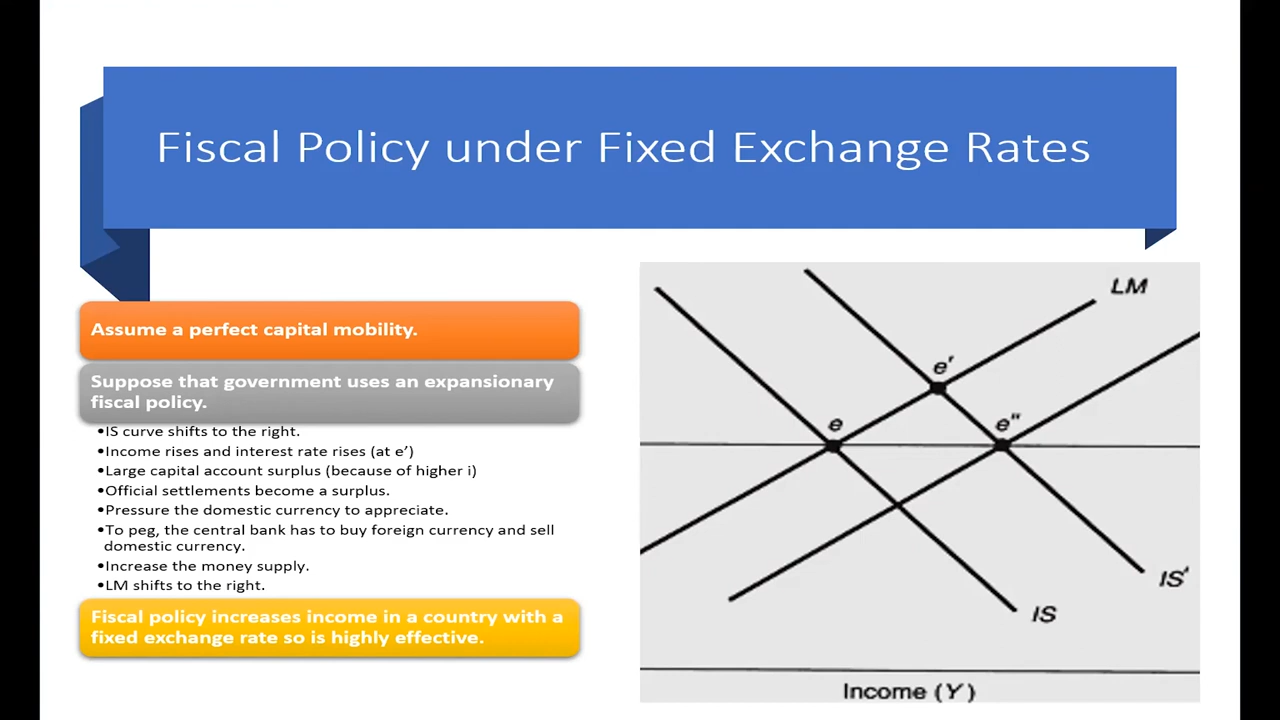 Fiscal Policy under Fixed Exchange Rates
Assume a perfect capital mobility.
Suppose that government uses an expansionary
fiscal policy.
•IS curve shifts to the right.
•Income rises and interest rate rises (at e’)
•Large capital account surplus (because of higher i)
•Official settlements become a surplus.
•Pressure the domestic currency to appreciate.
•To peg, the central bank has to buy foreign currency and sell
domestic currency.
•Increase the money supply.
•LM shifts to the right.
Fiscal policy increases income in a country with a
fixed exchange rate so is highly effective.
LM
e'
e
e"
IS'
IS
Income (Y)